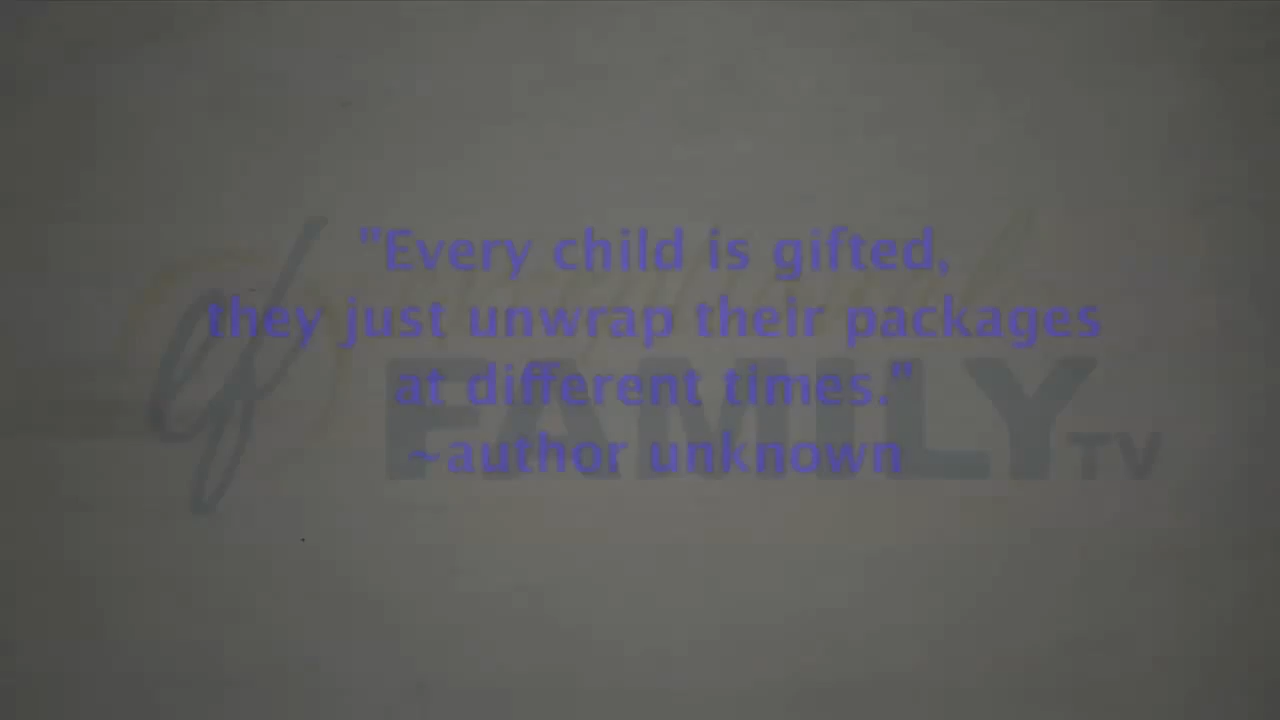 "Every child is gifted,
they just unwrap their packages
at different times."
~author unknown
FAMILY TV